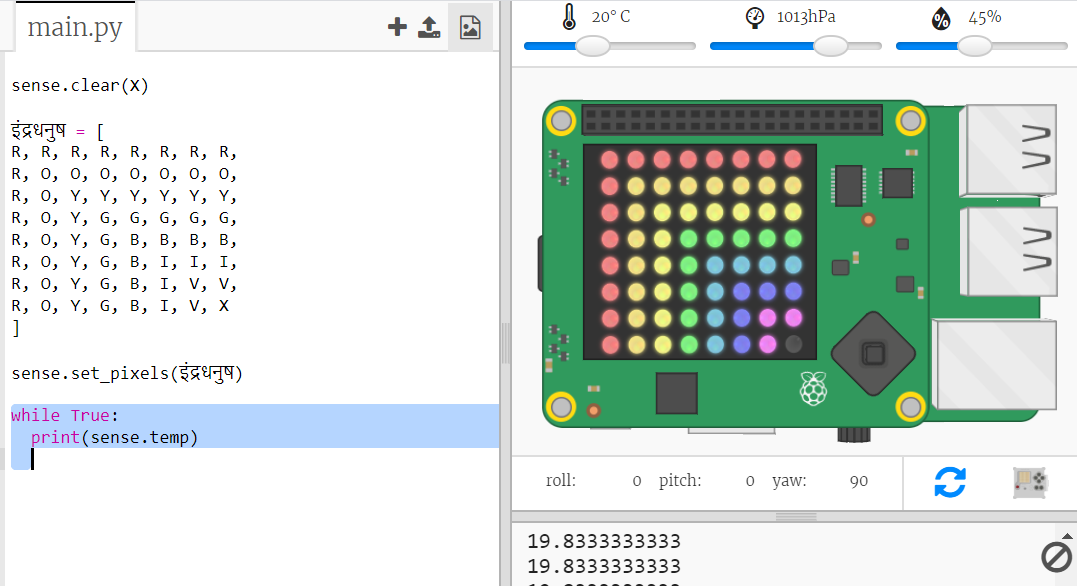 main.py
sense.clear(X)
इंद्रधनुष = [
R, R, R, R, R, R, R, R,
R, O, O, O, O, O, O, O,
R, O, Y, Y, Y, Y, Y, Y,
R, O, Y, G, G, G, G, G,
R, O, Y, G, B, B, B, B,
R, O, Y, G, B, I, I, I,
R, O, Y, G, B, I, V, V,
R, O, Y, G, B, I, V, X
]
sense.set_pixels(इंद्रधनुष)
while True:
print(sense.temp)
20° C 1013hPa % 45%
roll: 0 pitch: 0 yaw: 90
19.8333333333
19.8333333333